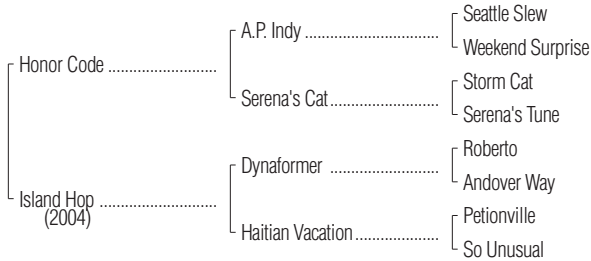 Seattle Slew
A.P. Indy ............................
Weekend Surprise
Honor Code .......................
Storm Cat
Serena's Cat.......................
Serena's Tune
Roberto
Dynaformer .......................
Andover Way
Island Hop .........................
(2004)
Petionville
Haitian Vacation.................
So Unusual